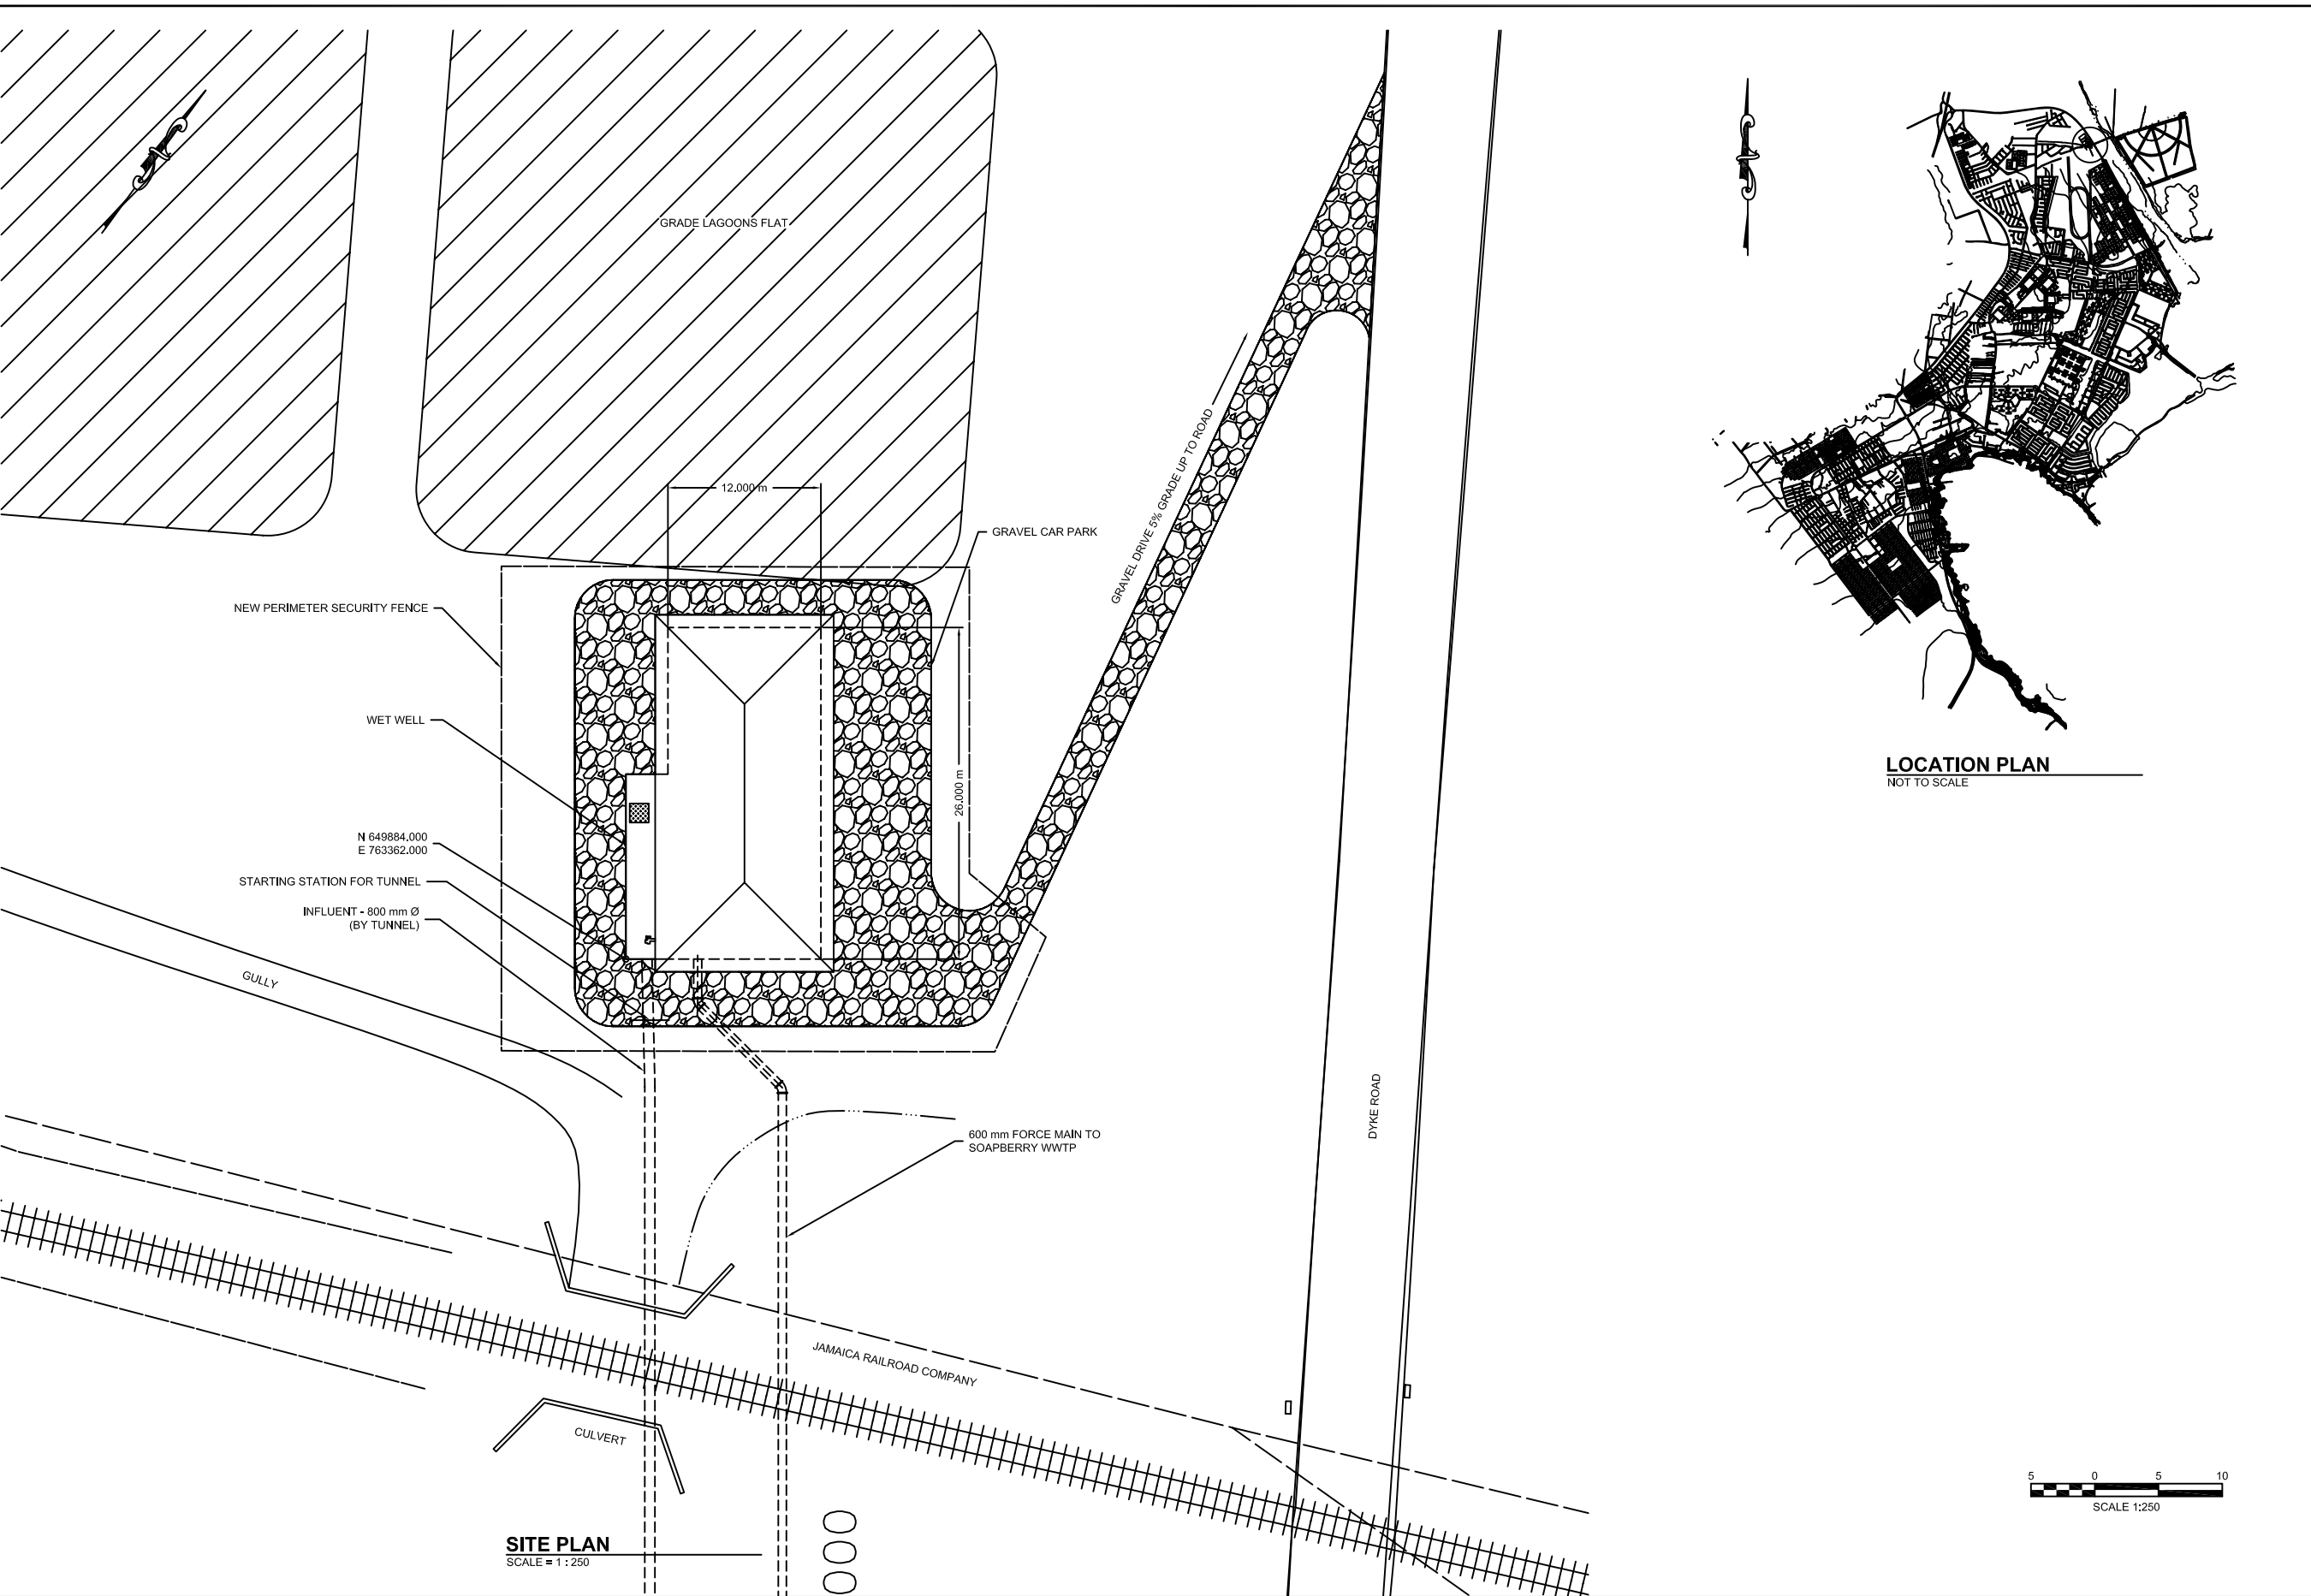 GRADE LAGOONS FLAT
12.000 m
GRAVEL CAR PARK
GRAVEL DRIVE 5% GRADE UP TO ROAD
NEW PERIMETER SECURITY FENCE
WET WELL
26.000 m
N 649884.000
E 763362.000
STARTING STATION FOR TUNNEL
INFLUENT - 800 mm Ø
(BY TUNNEL)
GULLY
600 mm FORCE MAIN TO
SOAPBERRY WWTP
DYKE ROAD
JAMAICA RAILROAD COMPANY
CULVERT
SITE PLAN
SCALE = 1 : 250
LOCATION PLAN
NOT TO SCALE
5 0 5 10
SCALE 1:250